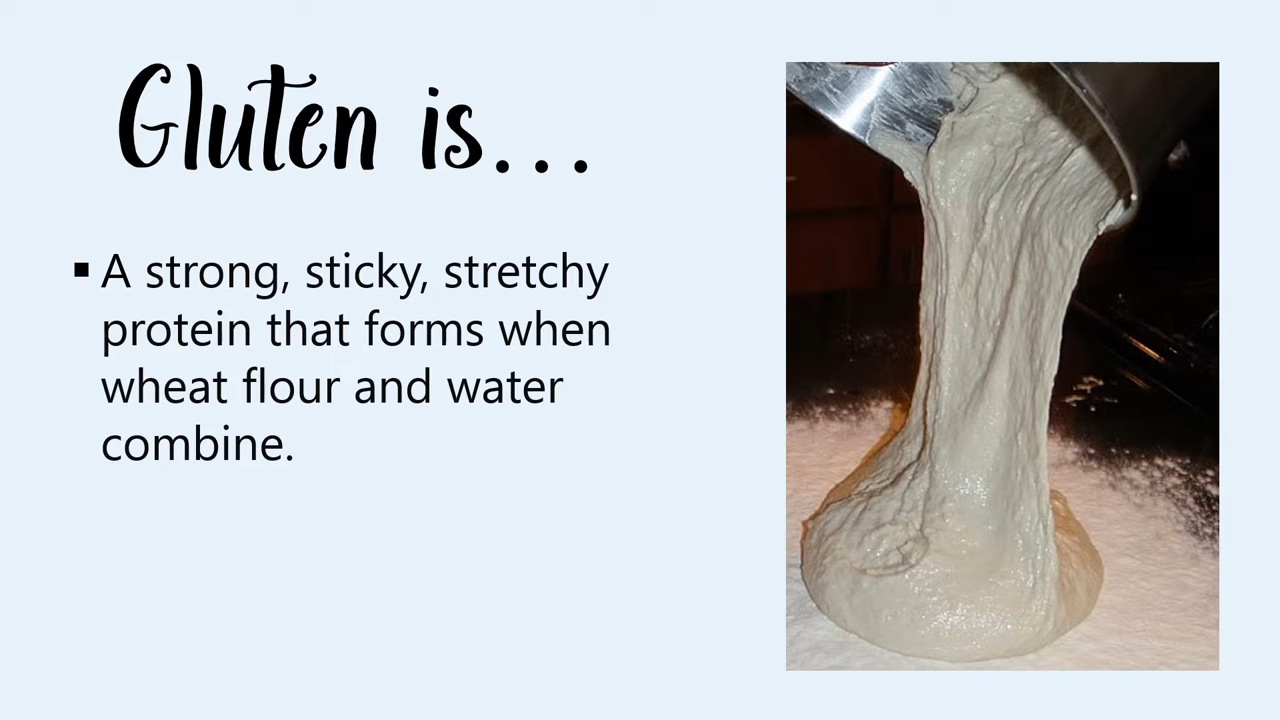 Gluten is...
▪ A strong, sticky, stretchy
protein that forms when
wheat flour and water
combine.